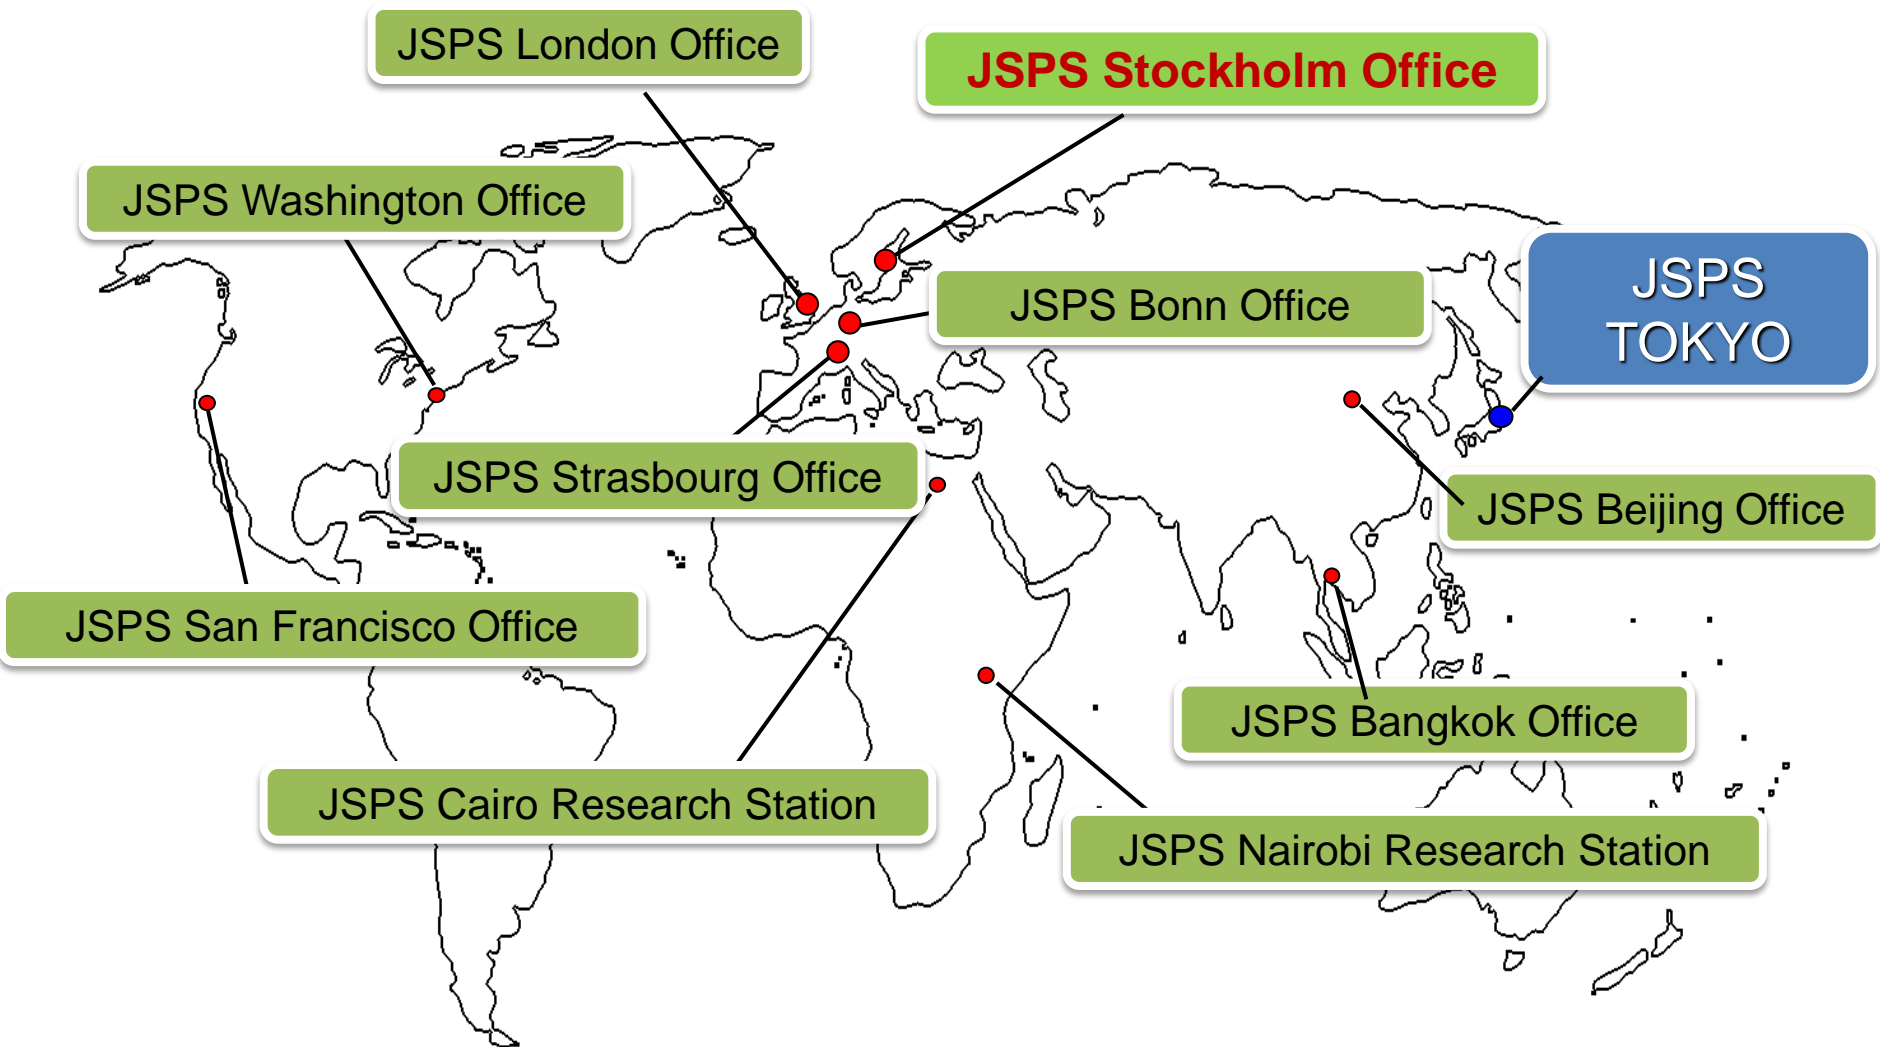 JSPS London Office
JSPS Stockholm Office
JSPS Washington Office
JSPS
TOKYO
JSPS Bonn Office
JSPS Strasbourg Office
JSPS Beijing Office
JSPS San Francisco Office
JSPS Bangkok Office
JSPS Cairo Research Station
JSPS Nairobi Research Station